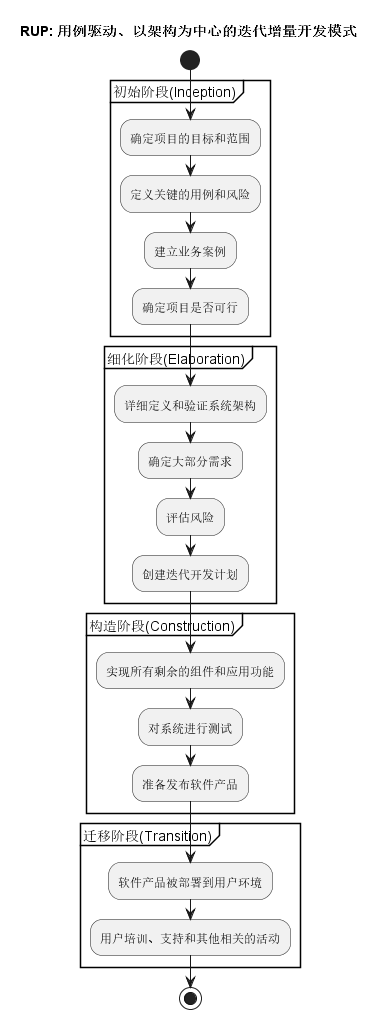 RUP: 用例驱动、以架构为中心的迭代增量开发模式
初始阶段(Inception)
确定项目的目标和范围
定义关键的用例和风险
建立业务案例
确定项目是否可行
细化阶段(Elaboration)
详细定义和验证系统架构
确定大部分需求
评估风险
创建迭代开发计划
构造阶段(Construction)
实现所有剩余的组件和应用功能
对系统进行测试
准备发布软件产品
迁移阶段(Transition)
软件产品被部署到用户环境
用户培训、支持和其他相关的活动